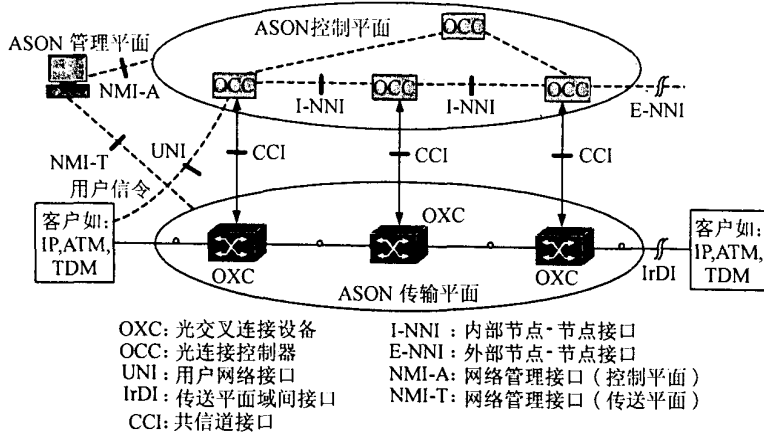 ASON控制平面
OCC
ASON 管理平面
NMI-A
OCC
I-NNI
OCC
I-NNI
OCC
E-NNI
NMI-T
UNI
CCI
CCI
CCI
用户信令
客户如:
IP,ATM,
TDM
OXC
OXC
OXC
IrDI
客户如:
IP,ATM,
TDM
ASON 传输平面
OXC: 光交叉连接设备
OCC: 光连接控制器
UNI: 用户网络接口
IrDI: 传送平面域间接口
CCI: 共信道接口
I-NNI: 内部节点-节点接口
E-NNI: 外部节点-节点接口
NMI-A: 网络管理接口(控制平面)
NMI-T: 网络管理接口(传送平面)